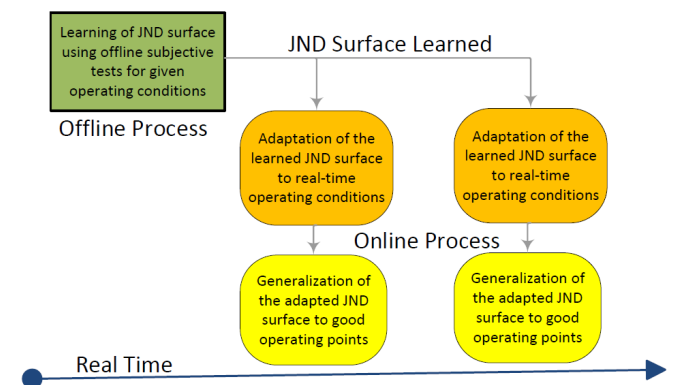 Learning of JND surface
using offline subjective
tests for given
operating conditions
JND Surface Learned
Offline Process
Adaptation of the
learned JND surface
to real-time
operating conditions
Adaptation of the
learned JND surface
to real-time
operating conditions
Online Process
Generalization of
the adapted JND
surface to good
operating points
Generalization of
the adapted JND
surface to good
operating points
Real Time